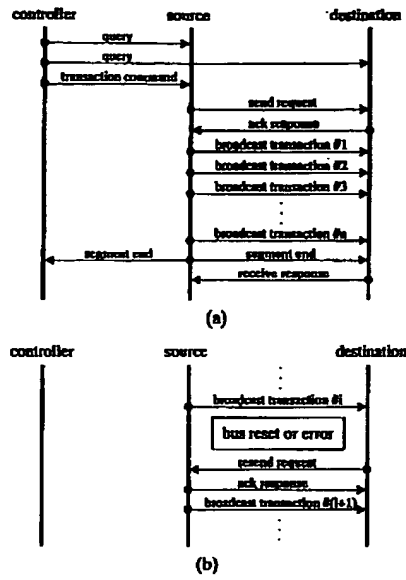 controller source destination
query
query
transaction command
send request
ack response
broadcast transaction #1
broadcast transaction #2
broadcast transaction #3
broadcast transaction #n
segment end segment end
receive response
(a)
controller source destination
broadcast transaction #i
bus reset or error
resend request
ack response
broadcast transaction #(i+1)
(b)